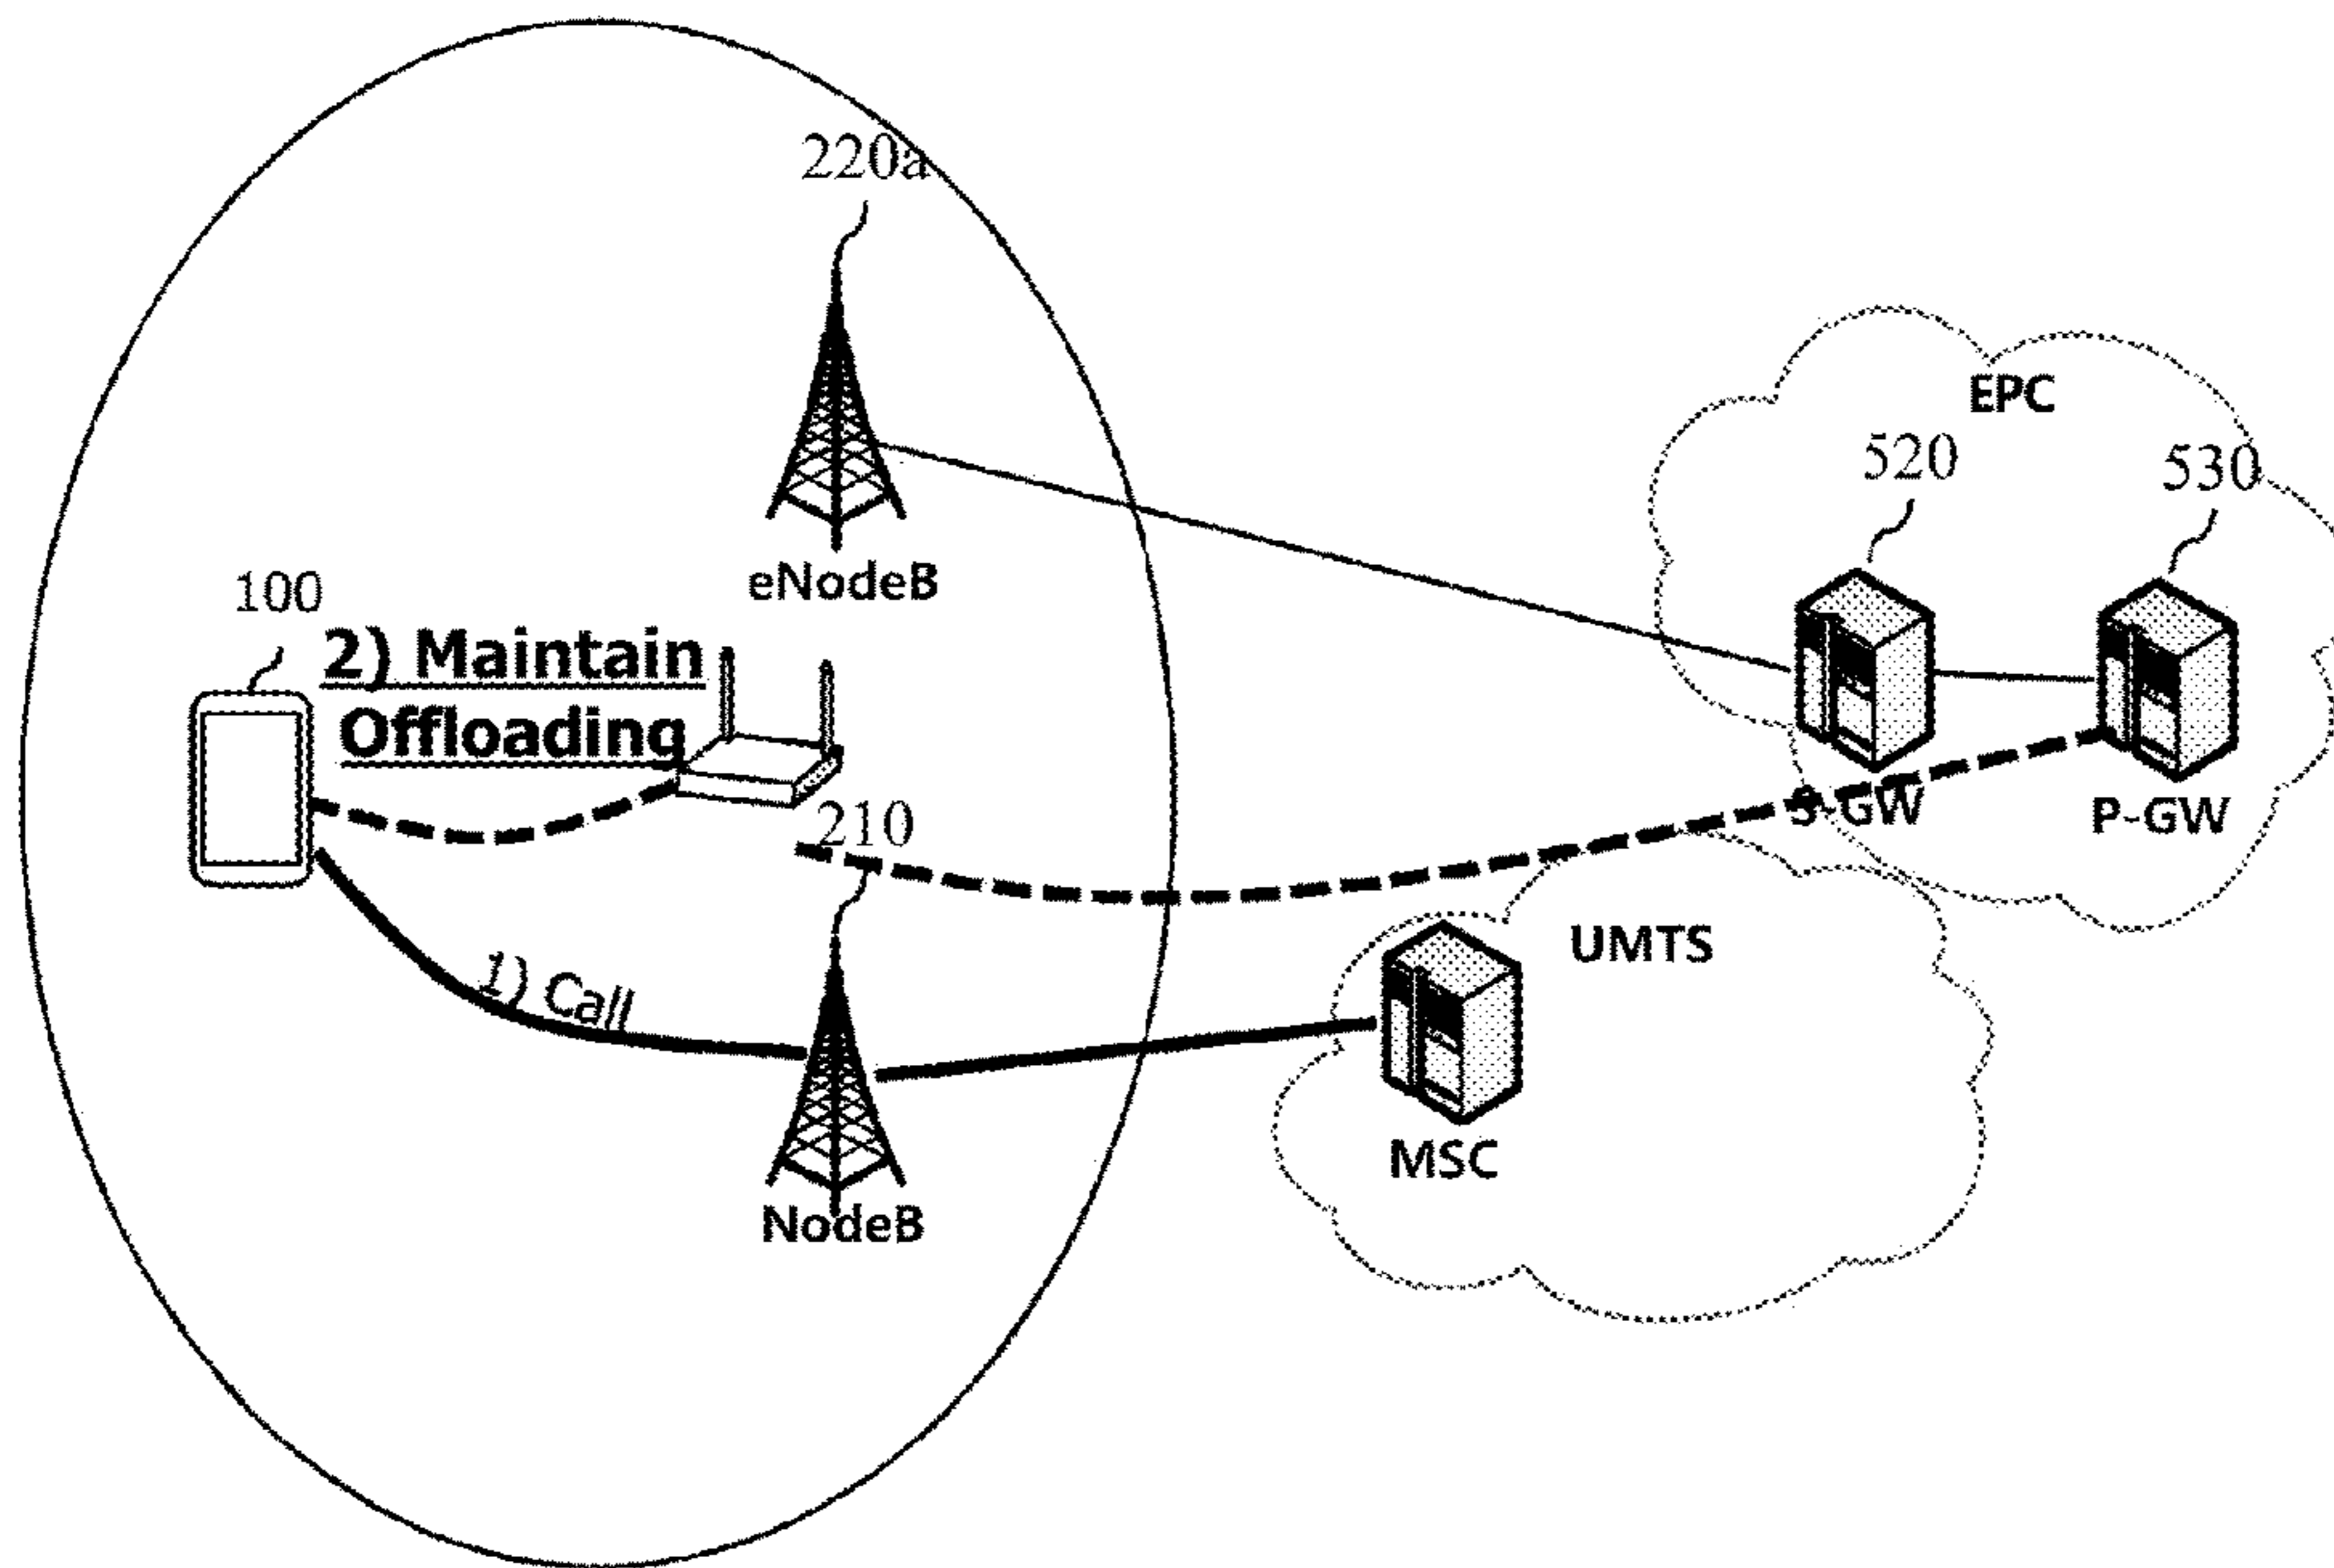 220a
EPC
520
530
eNodeB
100
2) Maintain
Offloading
210
S-GW
P-GW
UMTS
1) Call
MSC
NodeB